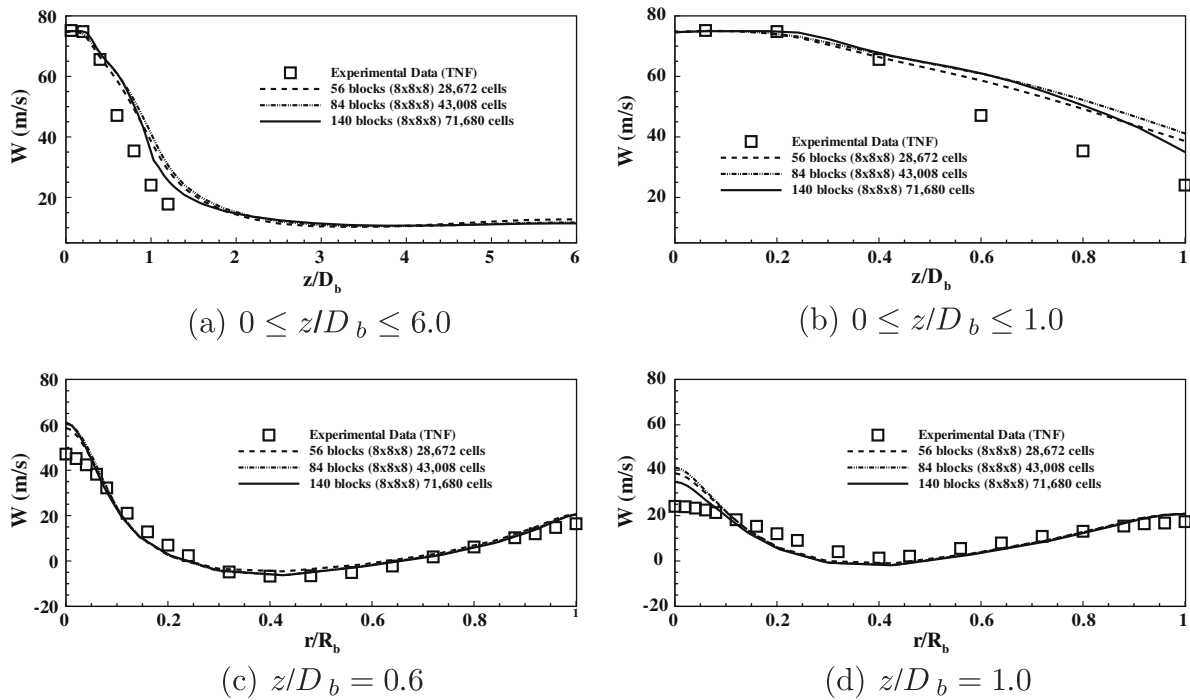 80
60
40
20
W (m/s)
0 1 2 3 4 5 6
z/D_b
Experimental Data (TNF)
56 blocks (8x8x8) 28,672 cells
84 blocks (8x8x8) 43,008 cells
140 blocks (8x8x8) 71,680 cells
(a) 0 ≤ z/D_b ≤ 6.0
80
60
40
20
W (m/s)
0 0.2 0.4 0.6 0.8 1
z/D_b
Experimental Data (TNF)
56 blocks (8x8x8) 28,672 cells
84 blocks (8x8x8) 43,008 cells
140 blocks (8x8x8) 71,680 cells
(b) 0 ≤ z/D_b ≤ 1.0
80
60
40
20
0
-20
W (m/s)
0 0.2 0.4 0.6 0.8 1
r/R_b
Experimental Data (TNF)
56 blocks (8x8x8) 28,672 cells
84 blocks (8x8x8) 43,008 cells
140 blocks (8x8x8) 71,680 cells
(c) z/D_b = 0.6
80
60
40
20
0
-20
W (m/s)
0 0.2 0.4 0.6 0.8 1
r/R_b
Experimental Data (TNF)
56 blocks (8x8x8) 28,672 cells
84 blocks (8x8x8) 43,008 cells
140 blocks (8x8x8) 71,680 cells
(d) z/D_b = 1.0